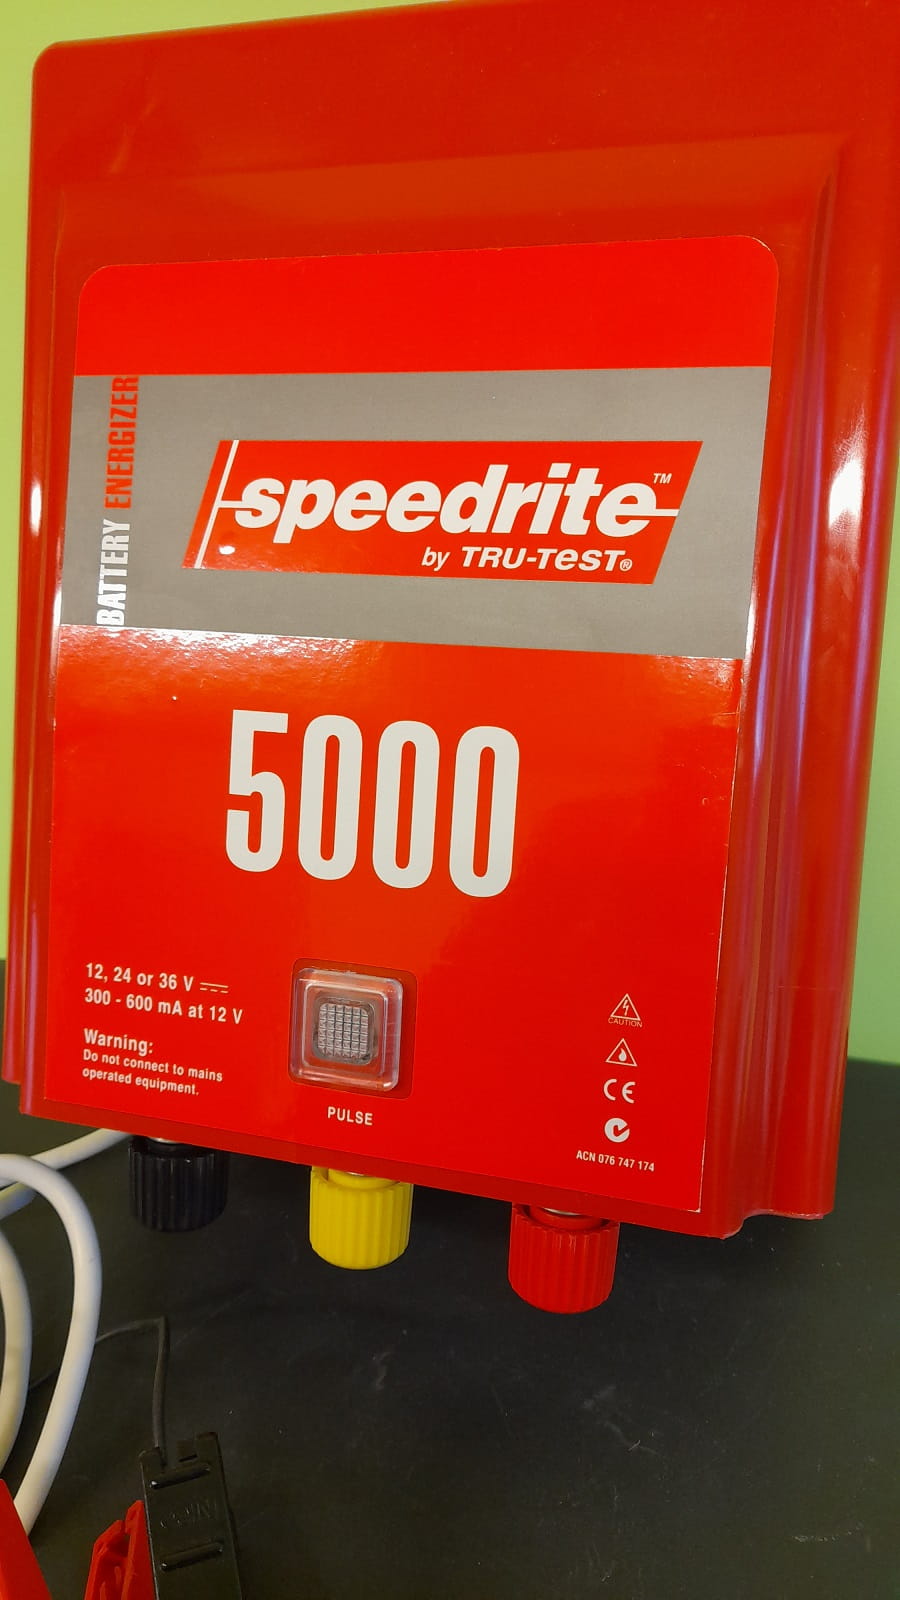 BATTERY ENERGIZER
speedrite™
by TRU-TEST®
5000
12, 24 or 36 V
300 - 600 mA at 12 V
Warning:
Do not connect to mains
operated equipment.
PULSE
CAUTION
CE
ACN 076 747 174